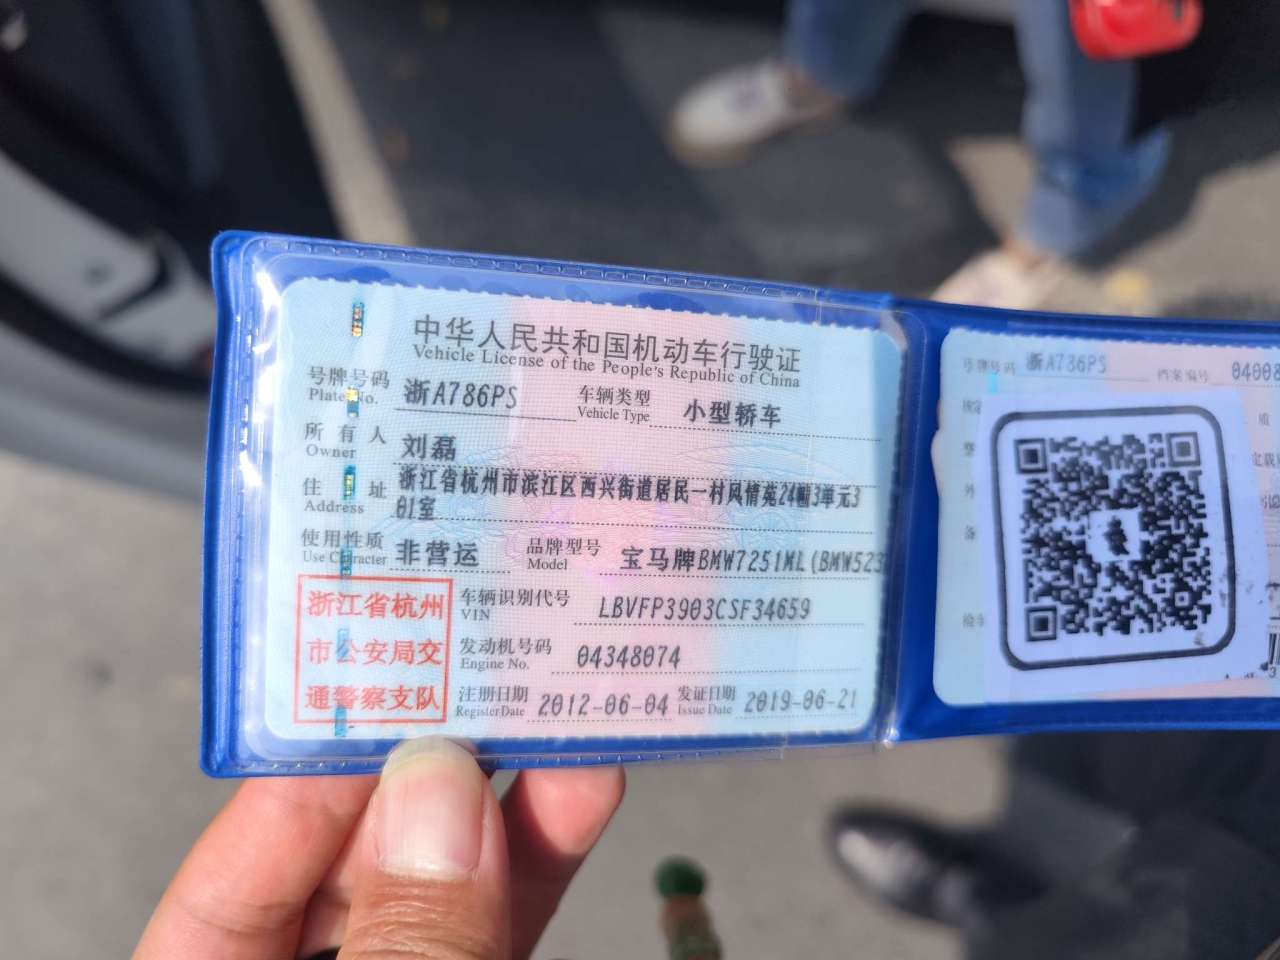 中华人民共和国机动车行驶证
Vehicle License of the People's Republic of China
号牌号码 浙A786PS 车辆类型 小型轿车
Plate No. Vehicle Type
所有人 刘磊
Owner
住址 浙江省杭州市滨江区西兴街道居民一村风情苑24幢3单元3
Address 01室
使用性质 非营运 品牌型号 宝马牌BMW7251ML(BMW523
Use Character Model
浙江省杭州
市公安局交
通警察支队
车辆识别代号 LBVFP3903CSF34659
VIN
发动机号码 04348074
Engine No.
注册日期 2012-06-04 发证日期 2019-06-21
Register Date Issue Date
号牌号码 浙A786PS 档案编号 04008